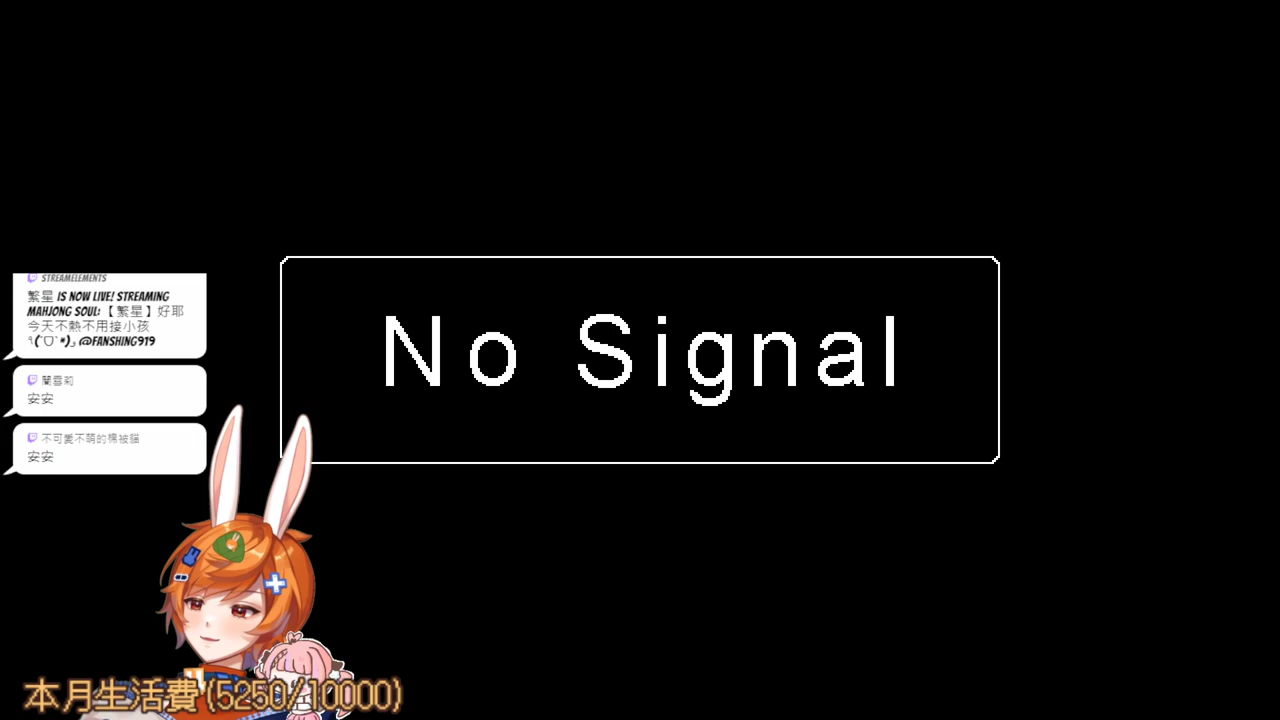 STREAMELEMENTS
繁星 IS NOW LIVE! STREAMING
MAHJONG SOUL: 【繁星】好耶
今天不熱不用接小孩
@FANSHING919
蘭雪莉
安安
不可愛不萌的棉被貓
安安
No Signal
本月生活費(5250/10000)